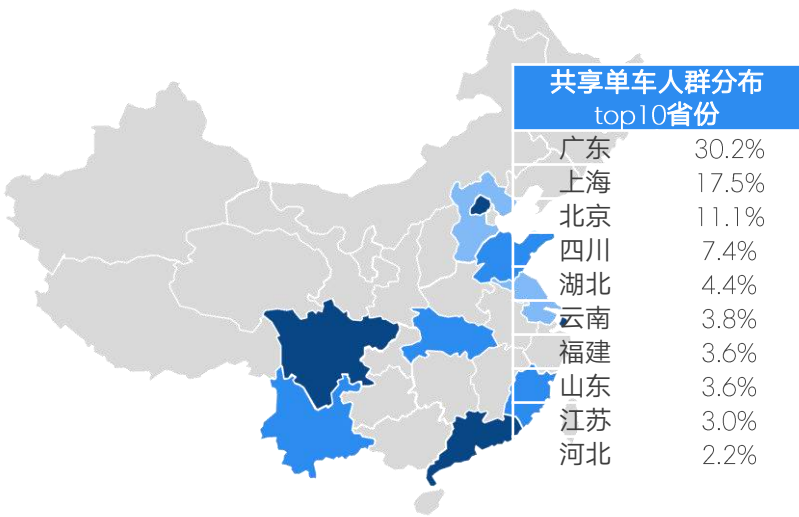 共享单车人群分布
top10省份
广东 30.2%
上海 17.5%
北京 11.1%
四川 7.4%
湖北 4.4%
云南 3.8%
福建 3.6%
山东 3.6%
江苏 3.0%
河北 2.2%